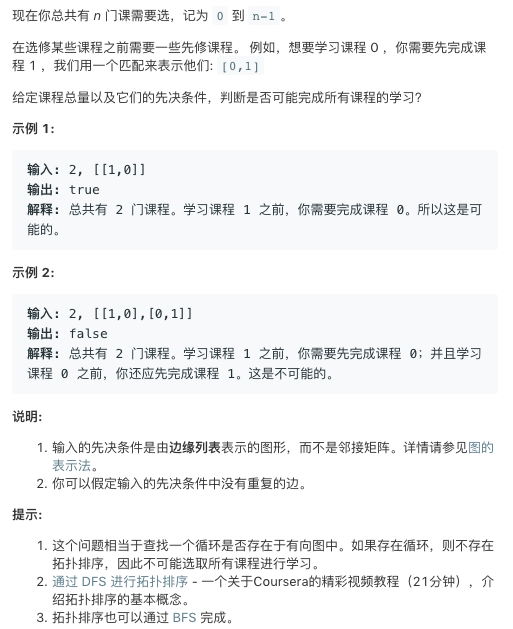 现在你总共有 n 门课需要选，记为 0 到 n-1 。
在选修某些课程之前需要一些先修课程。 例如，想要学习课程 0 ，你需要先完成课
程 1 ，我们用一个匹配来表示他们: [0,1]
给定课程总量以及它们的先决条件，判断是否可能完成所有课程的学习？
示例 1:
输入: 2, [[1,0]]
输出: true
解释: 总共有 2 门课程。学习课程 1 之前，你需要完成课程 0。所以这是可
能的。
示例 2:
输入: 2, [[1,0],[0,1]]
输出: false
解释: 总共有 2 门课程。学习课程 1 之前，你需要先完成课程 0；并且学习
课程 0 之前，你还应先完成课程 1。这是不可能的。
说明:
1. 输入的先决条件是由边缘列表表示的图形，而不是邻接矩阵。详情请参见图的
表示法。
2. 你可以假定输入的先决条件中没有重复的边。
提示:
1. 这个问题相当于查找一个循环是否存在于有向图中。如果存在循环，则不存在
拓扑排序，因此不可能选取所有课程进行学习。
2. 通过 DFS 进行拓扑排序 - 一个关于Coursera的精彩视频教程（21分钟），介
绍拓扑排序的基本概念。
3. 拓扑排序也可以通过 BFS 完成。